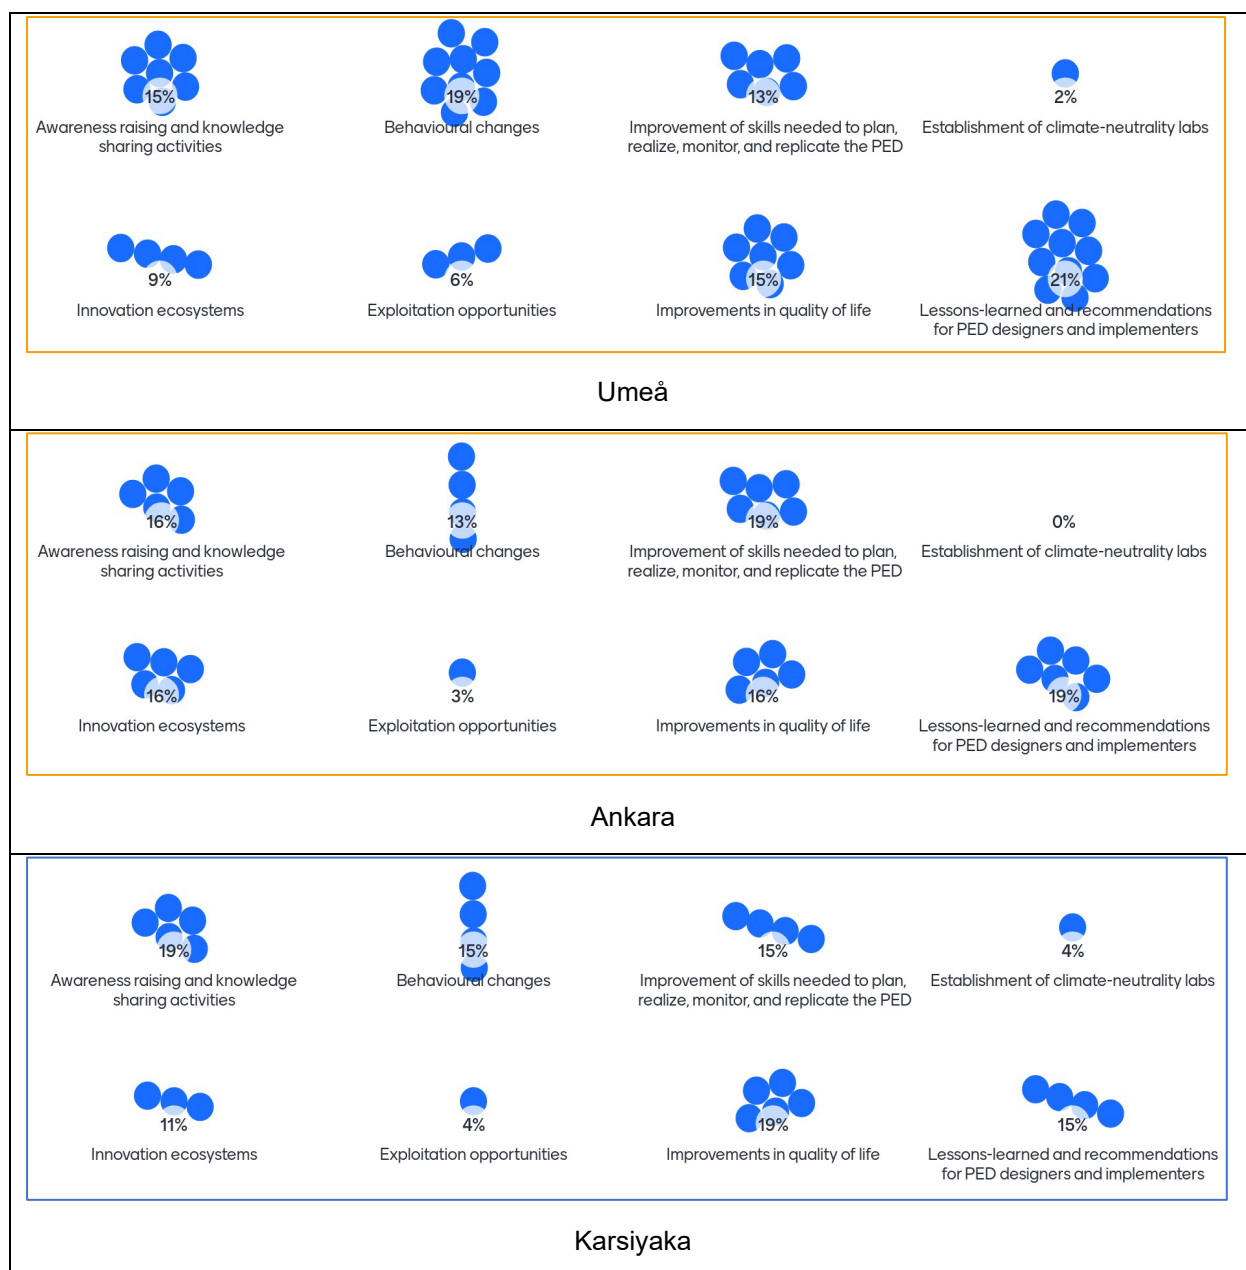 15%
19%
13%
2%
Awareness raising and knowledge
sharing activities
Behavioural changes
Improvement of skills needed to plan,
realize, monitor, and replicate the PED
Establishment of climate-neutrality labs
9%
6%
15%
21%
Innovation ecosystems
Exploitation opportunities
Improvements in quality of life
Lessons-learned and recommendations
for PED designers and implementers
Umeå
16%
13%
19%
0%
Awareness raising and knowledge
sharing activities
Behavioural changes
Improvement of skills needed to plan,
realize, monitor, and replicate the PED
Establishment of climate-neutrality labs
16%
3%
16%
19%
Innovation ecosystems
Exploitation opportunities
Improvements in quality of life
Lessons-learned and recommendations
for PED designers and implementers
Ankara
19%
15%
15%
4%
Awareness raising and knowledge
sharing activities
Behavioural changes
Improvement of skills needed to plan,
realize, monitor, and replicate the PED
Establishment of climate-neutrality labs
11%
4%
19%
15%
Innovation ecosystems
Exploitation opportunities
Improvements in quality of life
Lessons-learned and recommendations
for PED designers and implementers
Karsiyaka